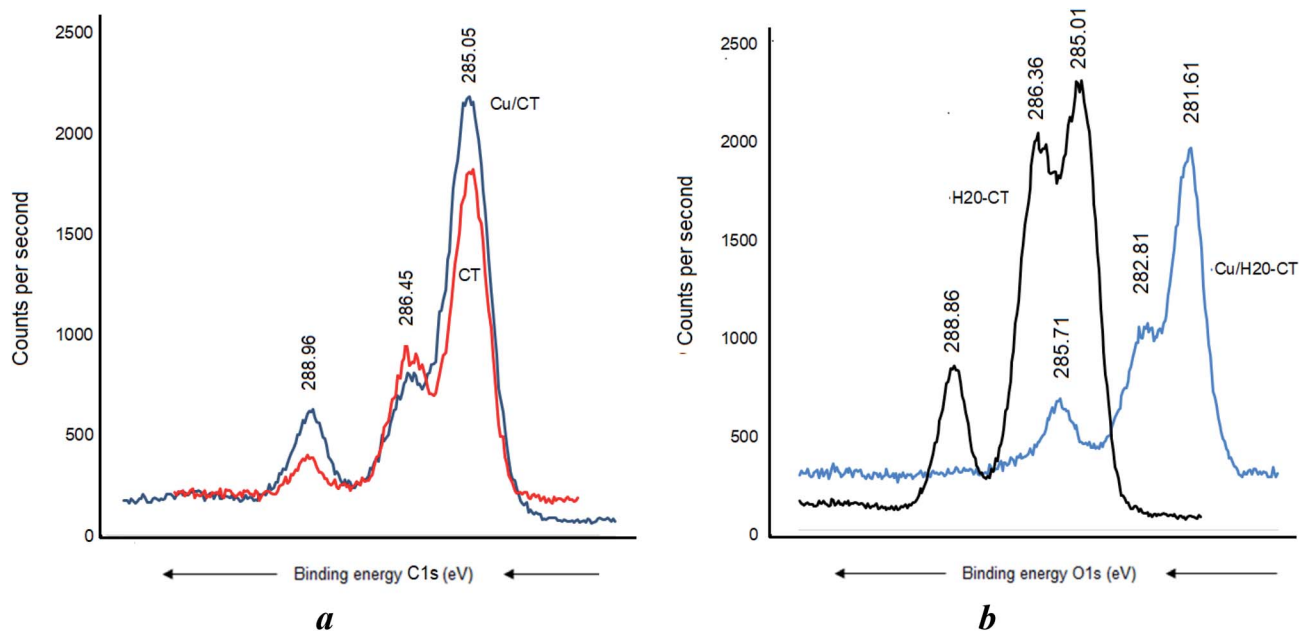 2500
2000
1500
1000
500
0
Counts per second
288.96
286.45
285.05
Cu/CT
CT
Binding energy C1s (eV)
a
2500
2000
1500
1000
500
0
Counts per second
288.86
286.36
285.01
285.71
282.81
281.61
H20-CT
Cu/H20-CT
Binding energy O1s (eV)
b